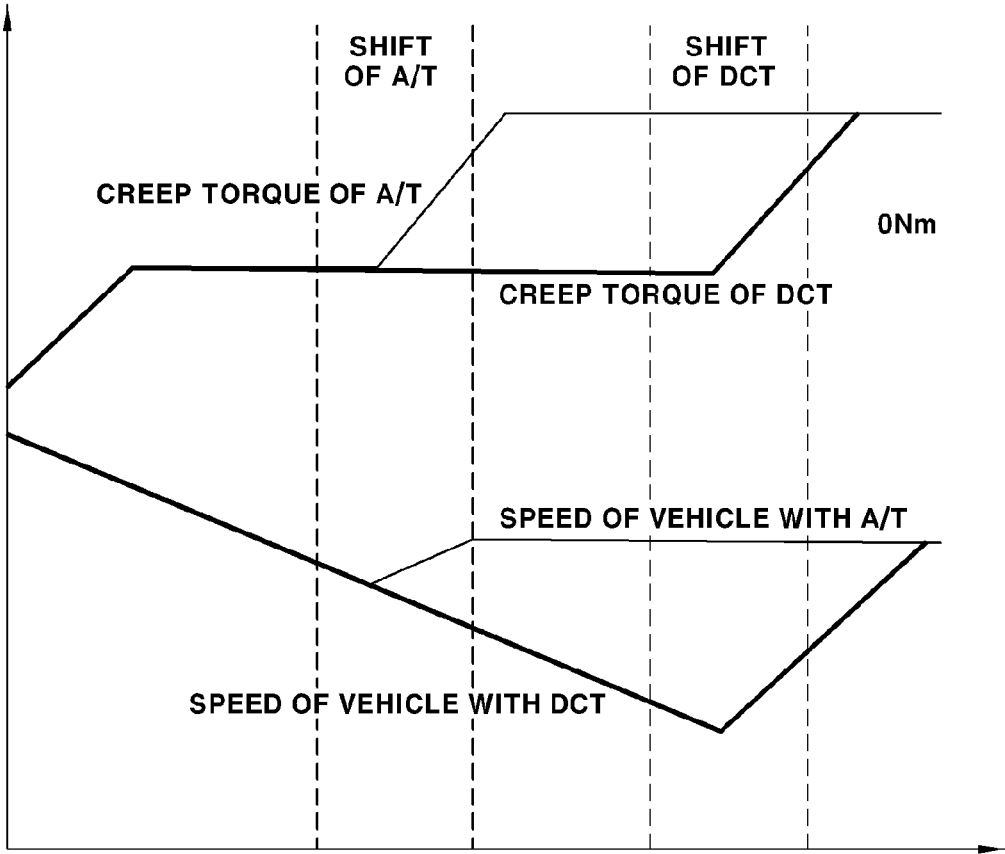 SHIFT
OF A/T
SHIFT
OF DCT
CREEP TORQUE OF A/T
0Nm
CREEP TORQUE OF DCT
SPEED OF VEHICLE WITH A/T
SPEED OF VEHICLE WITH DCT